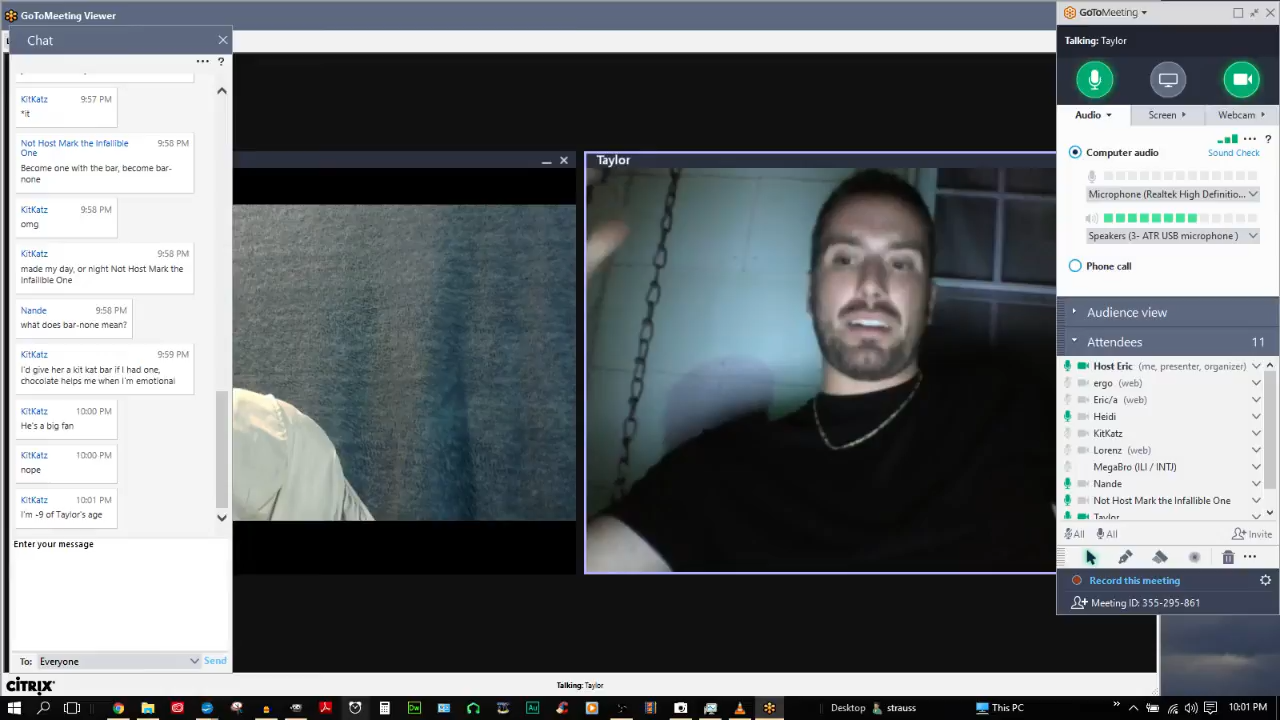 GoToMeeting Viewer
Chat
KitKatz 9:57 PM
*it
Not Host Mark the Infallible One 9:58 PM
Become one with the bar, become bar-
none
KitKatz 9:58 PM
omg
KitKatz 9:58 PM
made my day, or night Not Host Mark the
Infallible One
Nande 9:58 PM
what does bar-none mean?
KitKatz 9:59 PM
I'd give her a kit kat bar if I had one,
chocolate helps me when I'm emotional
KitKatz 10:00 PM
He's a big fan
KitKatz 10:00 PM
nope
KitKatz 10:01 PM
I'm -9 of Taylor's age
Enter your message
To: Everyone Send
CITRIX
Taylor
Talking: Taylor
GoToMeeting
Talking: Taylor
Audio Screen Webcam
Computer audio Sound Check
Microphone (Realtek High Definitio...
Speakers (3- ATR USB microphone )
Phone call
Audience view
Attendees 11
Host Eric (me, presenter, organizer)
ergo (web)
Eric/a (web)
Heidi
KitKatz
Lorenz (web)
MegaBro (ILI / INTJ)
Nande
Not Host Mark the Infallible One
Taylor
All All Invite
Record this meeting
Meeting ID: 355-295-861
Dw Au Desktop strauss This PC 10:01 PM